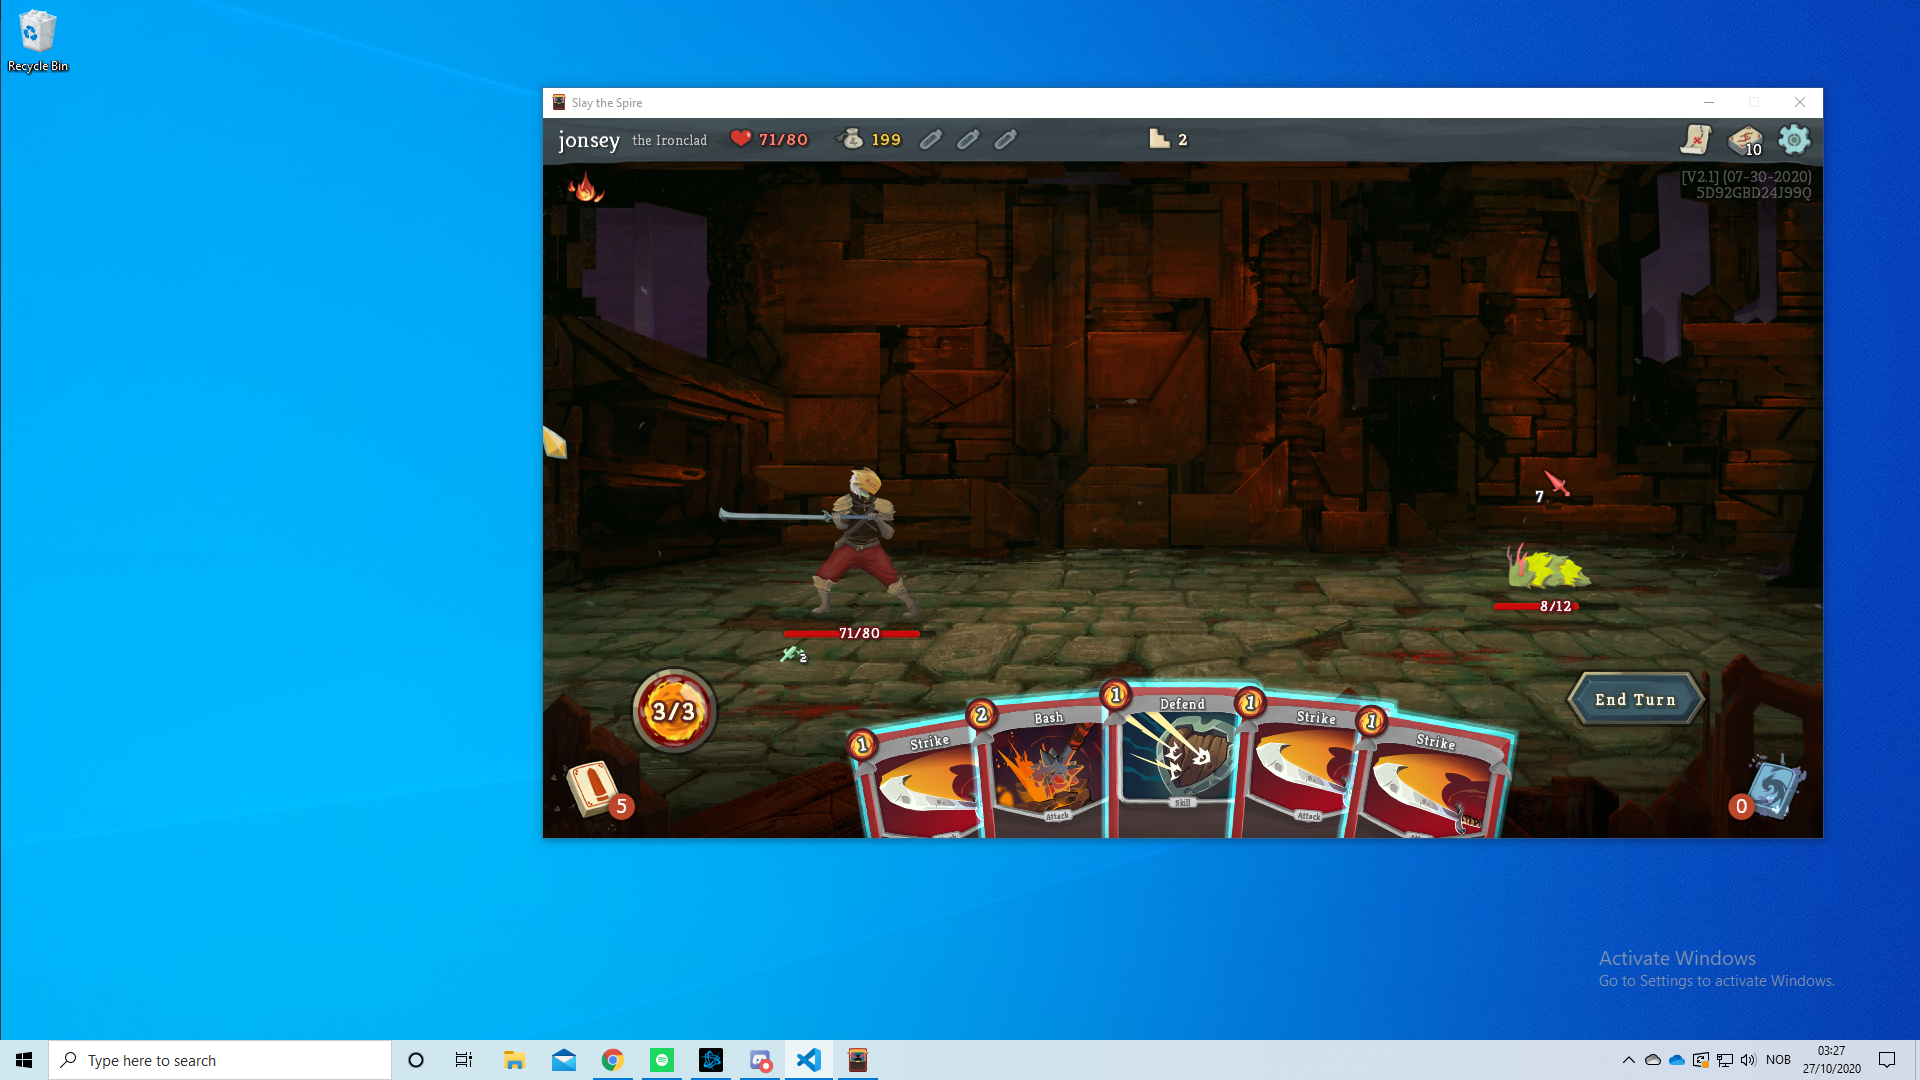 Recycle Bin
Slay the Spire
jonsey the Ironclad 71/80 199 2 10
[V2.1] (07-30-2020)
5D92GBD24J99Q
7
8/12
71/80
2
3/3
End Turn
1 Strike
2 Bash
1 Defend
1 Strike
1 Strike
Attack
Skill
Attack
5
0
Activate Windows
Go to Settings to activate Windows.
Type here to search
NOB
03:27
27/10/2020